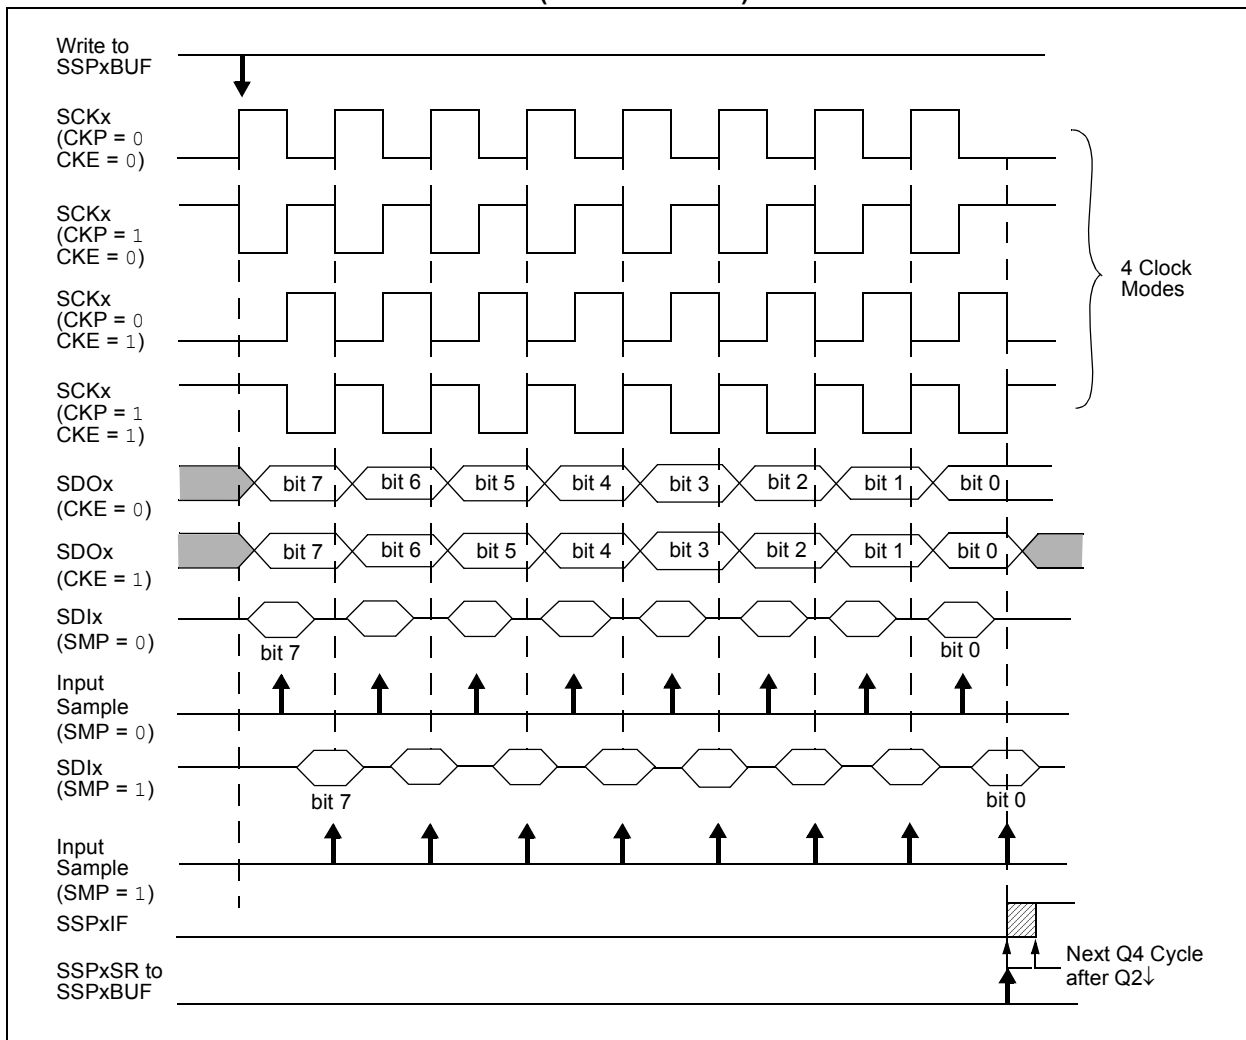 Write to
SSPxBUF
SCKx
(CKP = 0
CKE = 0)
SCKx
(CKP = 1
CKE = 0)
SCKx
(CKP = 0
CKE = 1)
SCKx
(CKP = 1
CKE = 1)
4 Clock
Modes
SDOx
(CKE = 0)
bit 7 bit 6 bit 5 bit 4 bit 3 bit 2 bit 1 bit 0
SDOx
(CKE = 1)
bit 7 bit 6 bit 5 bit 4 bit 3 bit 2 bit 1 bit 0
SDIx
(SMP = 0)
bit 7 bit 0
Input
Sample
(SMP = 0)
SDIx
(SMP = 1)
bit 7 bit 0
Input
Sample
(SMP = 1)
SSPxIF
SSPxSR to
SSPxBUF
Next Q4 Cycle
after Q2↓